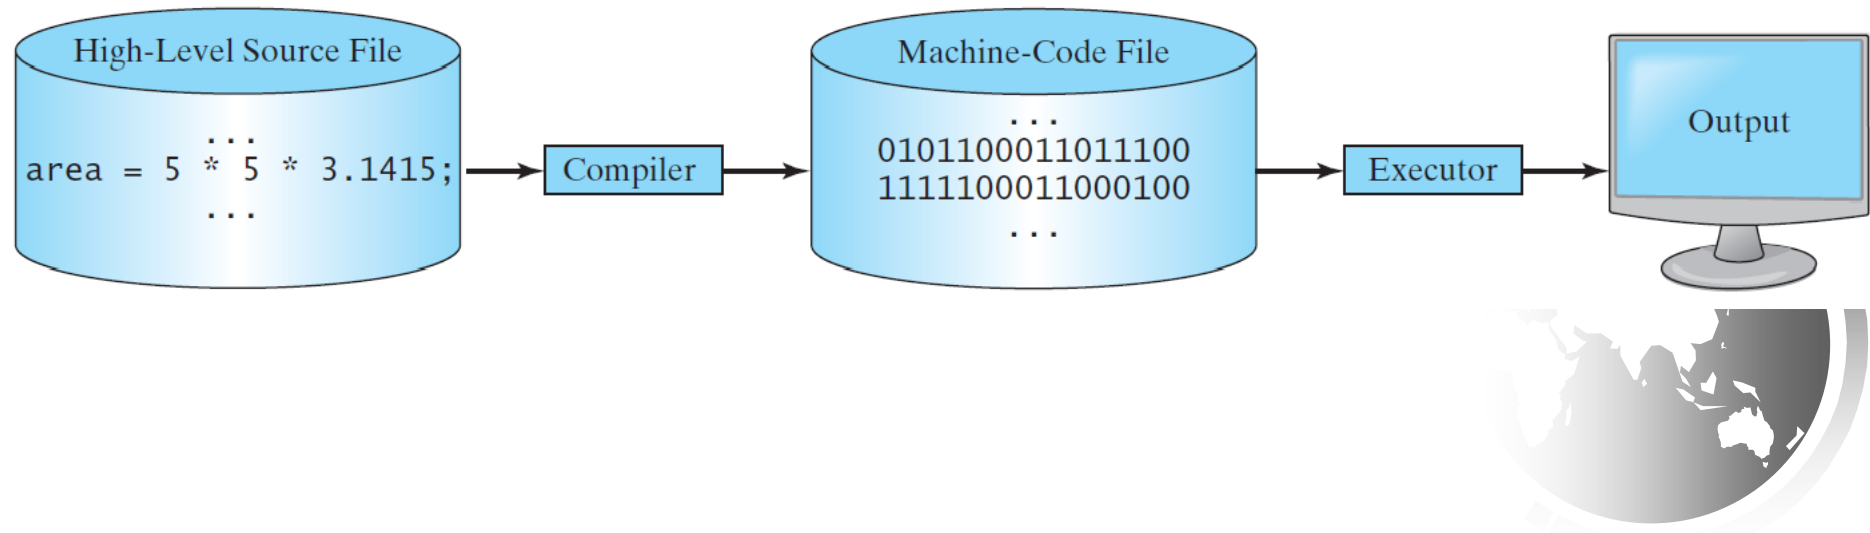 High-Level Source File
...
area = 5 * 5 * 3.1415;
...
Compiler
Machine-Code File
...
0101100011011100
1111100011000100
...
Executor
Output